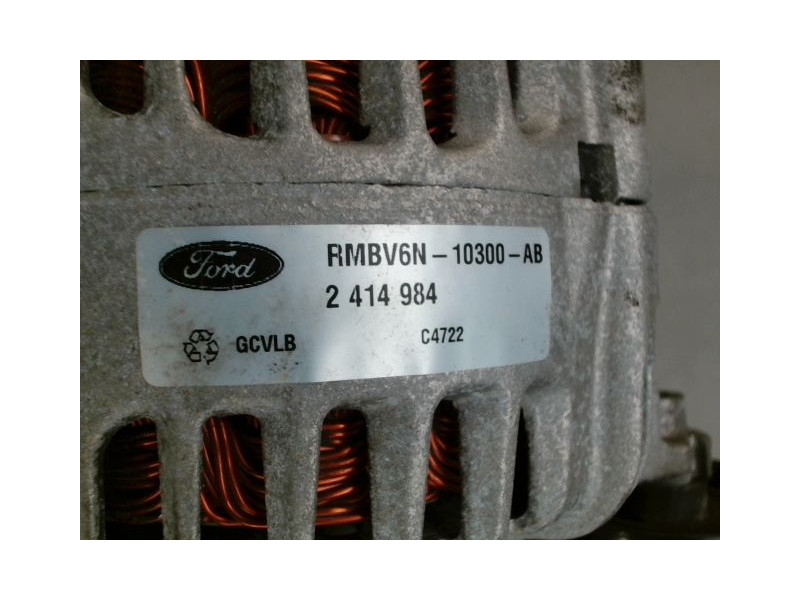 Ford
RMBV6N-10300-AB
2 414 984
GCVLB C4722